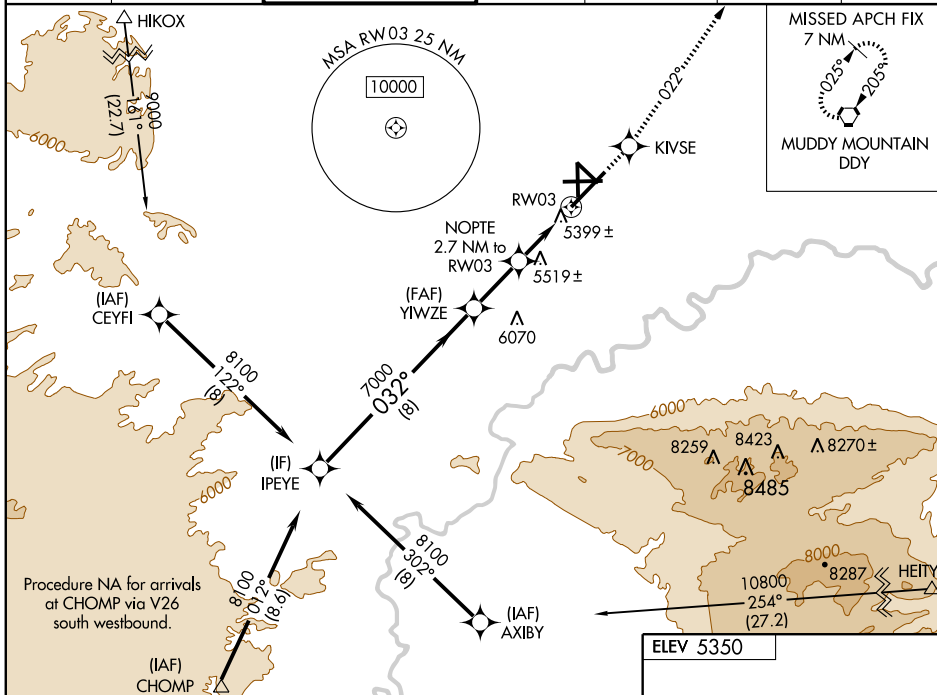 HIKOX
9000
161°
(22.7)
6000
MSA RW03 25 NM
10000
022°
MISSED APCH FIX
7 NM
025°
205°
MUDDY MOUNTAIN
DDY
KIVSE
RW03
5399±
NOPTE
2.7 NM to
RW03
5519±
(FAF)
YIWZE
6070
(IAF)
CEYFI
8100
122°
(8)
7000
032°
(8)
(IF)
IPEYE
6000
6000
7000
8259
8423
8270±
8485
8000
8287
HEITY
10800
254°
(27.2)
8100
302°
(8)
(IAF)
AXIBY
8100
012°
(8.6)
Procedure NA for arrivals
at CHOMP via V26
south westbound.
(IAF)
CHOMP
ELEV 5350